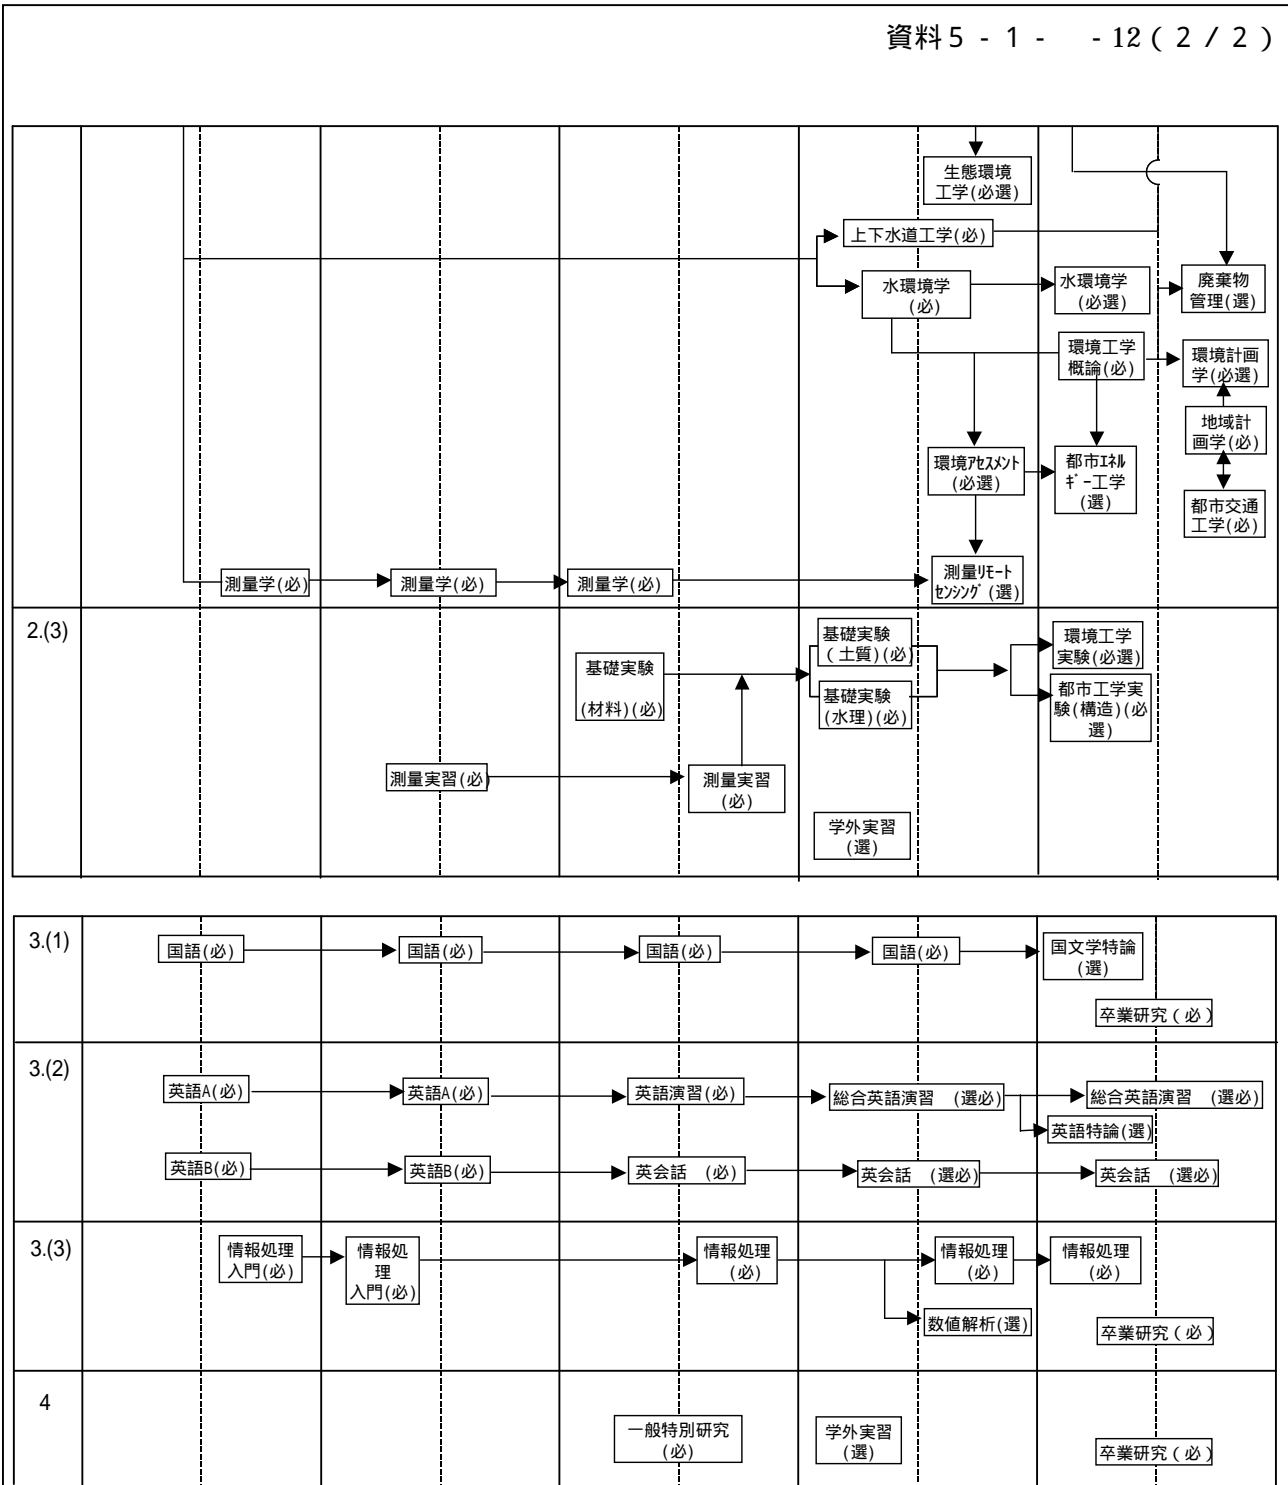 資料5 - 1 -　- 12 ( 2 / 2 )
生態環境
工学(必選)
上下水道工学(必)
水環境学
(必)
水環境学
(必選)
廃棄物
管理(選)
環境工学
概論(必)
環境計画
学(必選)
地域計
画学(必)
環境アセスメント
(必選)
都市エネル
ギー工学
(選)
都市交通
工学(必)
測量学(必)
測量学(必)
測量学(必)
測量リモート
センシング(選)
2.(3)
基礎実験
(材料)(必)
基礎実験
(土質)(必)
基礎実験
(水理)(必)
環境工学
実験(必選)
都市工学実
験(構造)(必
選)
測量実習(必)
測量実習
(必)
学外実習
(選)
3.(1)
国語(必)
国語(必)
国語(必)
国語(必)
国文学特論
(選)
卒業研究(必)
3.(2)
英語A(必)
英語A(必)
英語演習(必)
総合英語演習　(選必)
総合英語演習　(選必)
英語特論(選)
英語B(必)
英語B(必)
英会話　(必)
英会話　(選必)
英会話　(選必)
3.(3)
情報処理
入門(必)
情報処
理
入門(必)
情報処理
(必)
情報処理
(必)
情報処理
(必)
数値解析(選)
卒業研究(必)
4
一般特別研究
(必)
学外実習
(選)
卒業研究(必)